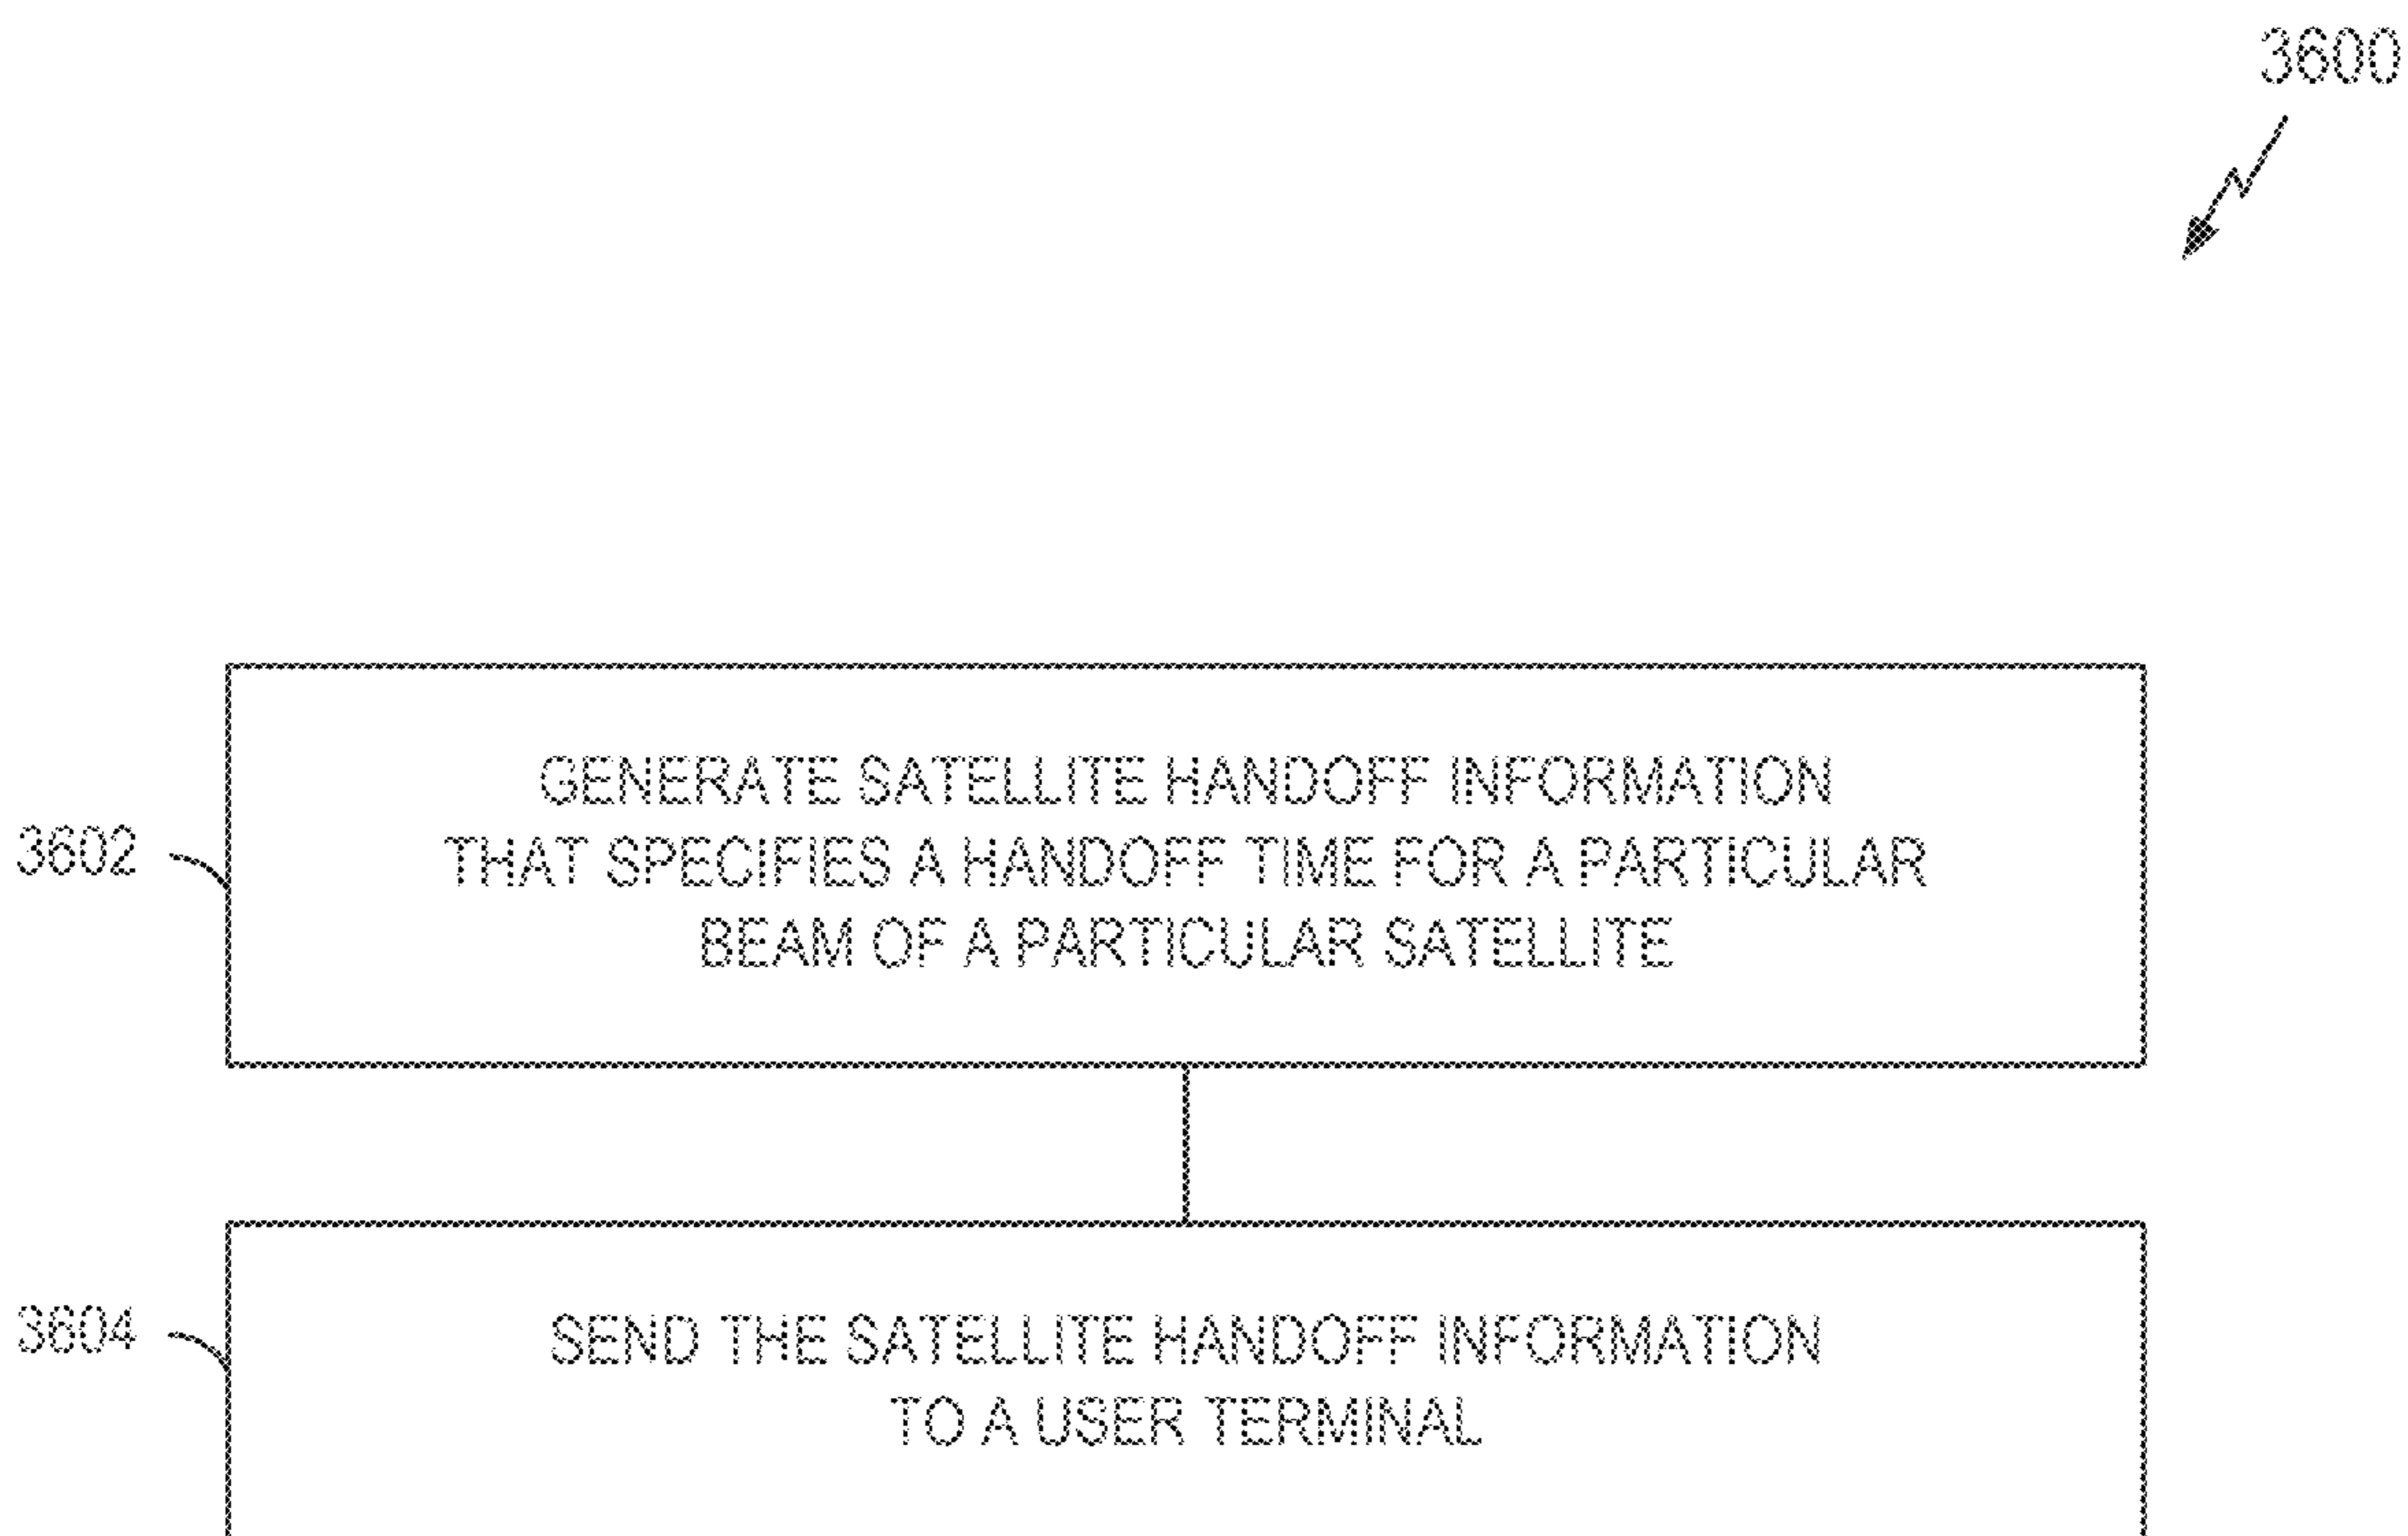 3600
GENERATE SATELLITE HANDOFF INFORMATION
THAT SPECIFIES A HANDOFF TIME FOR A PARTICULAR
BEAM OF A PARTICULAR SATELLITE
3602
SEND THE SATELLITE HANDOFF INFORMATION
TO A USER TERMINAL
3604